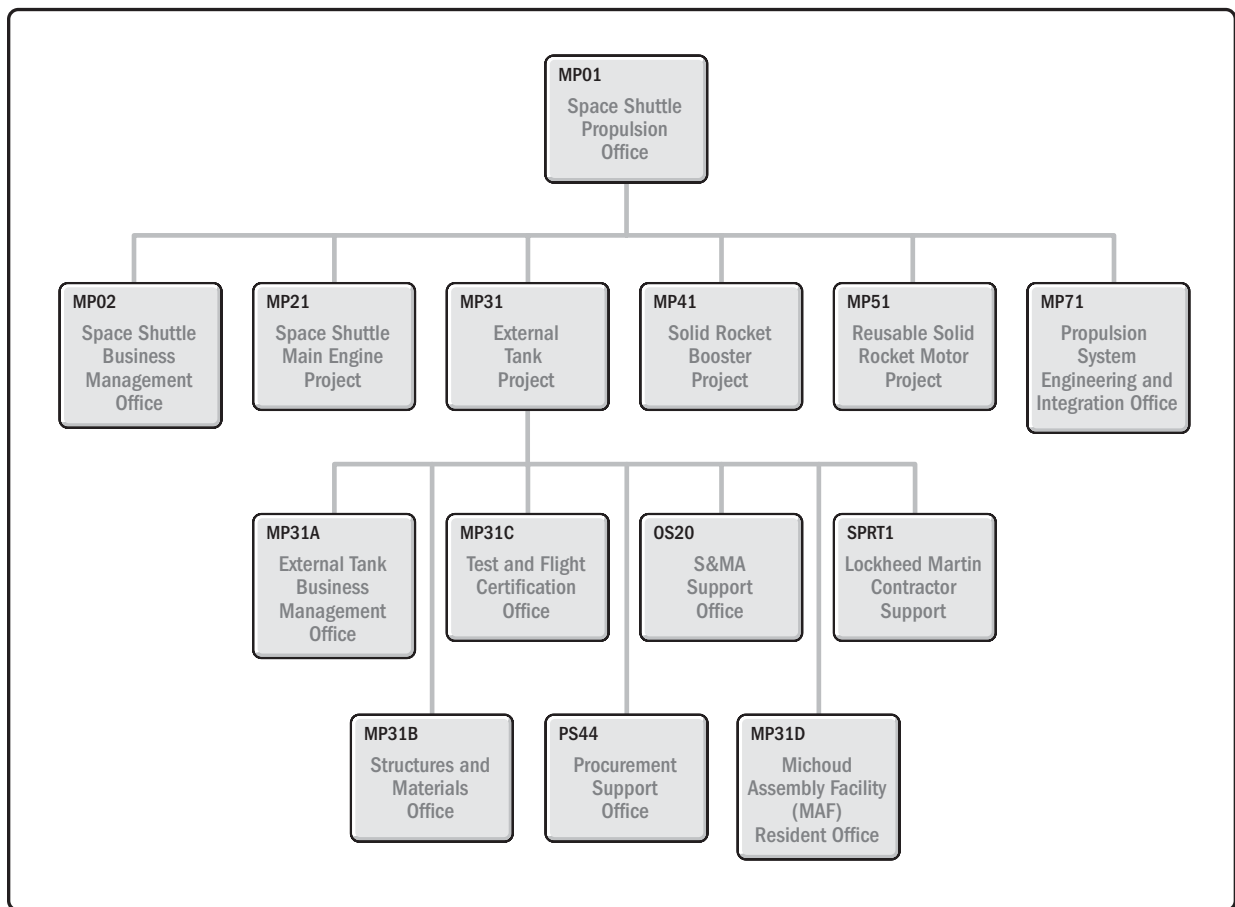 MP01
Space Shuttle
Propulsion
Office
MP02
Space Shuttle
Business
Management
Office
MP21
Space Shuttle
Main Engine
Project
MP31
External
Tank
Project
MP41
Solid Rocket
Booster
Project
MP51
Reusable Solid
Rocket Motor
Project
MP71
Propulsion
System
Engineering and
Integration Office
MP31A
External Tank
Business
Management
Office
MP31C
Test and Flight
Certification
Office
OS20
S&MA
Support
Office
SPRT1
Lockheed Martin
Contractor
Support
MP31B
Structures and
Materials
Office
PS44
Procurement
Support
Office
MP31D
Michoud
Assembly Facility
(MAF)
Resident Office